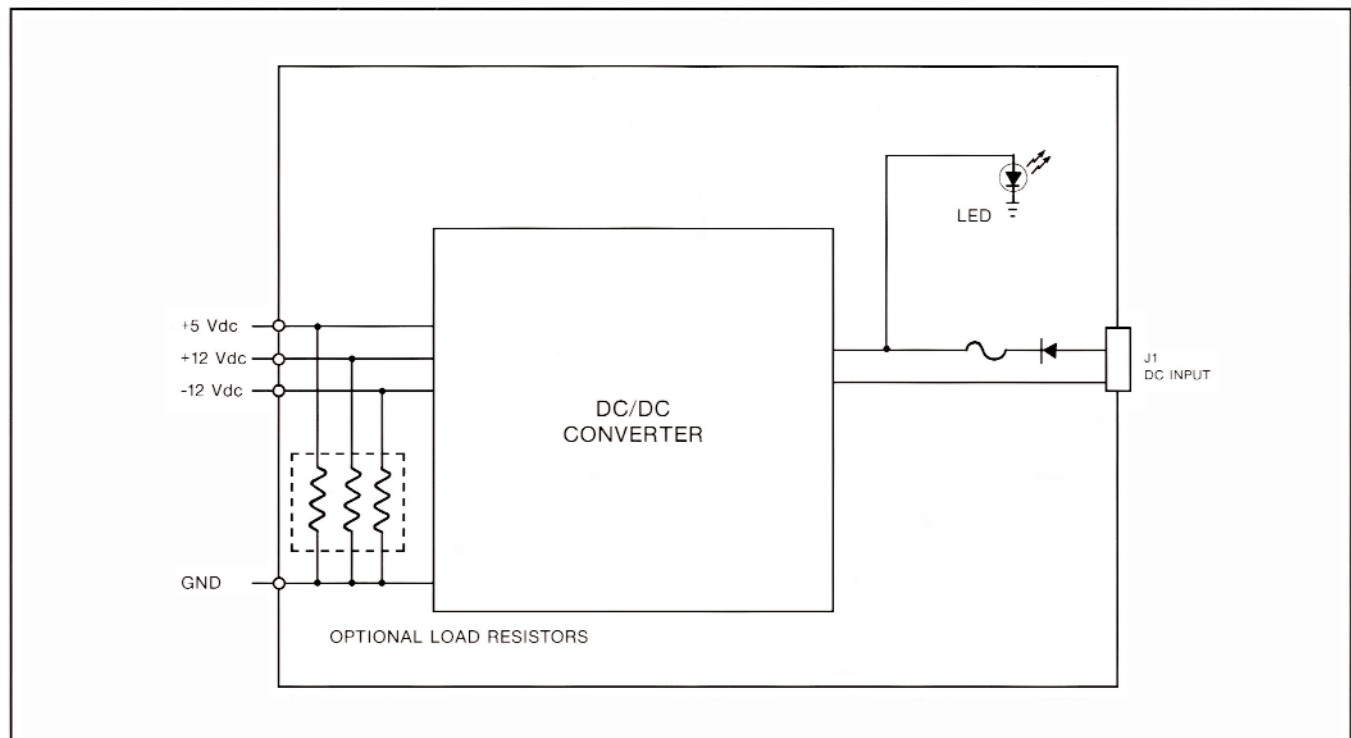 LED
+5 Vdc
+12 Vdc
-12 Vdc
J1
DC INPUT
DC/DC
CONVERTER
GND
OPTIONAL LOAD RESISTORS